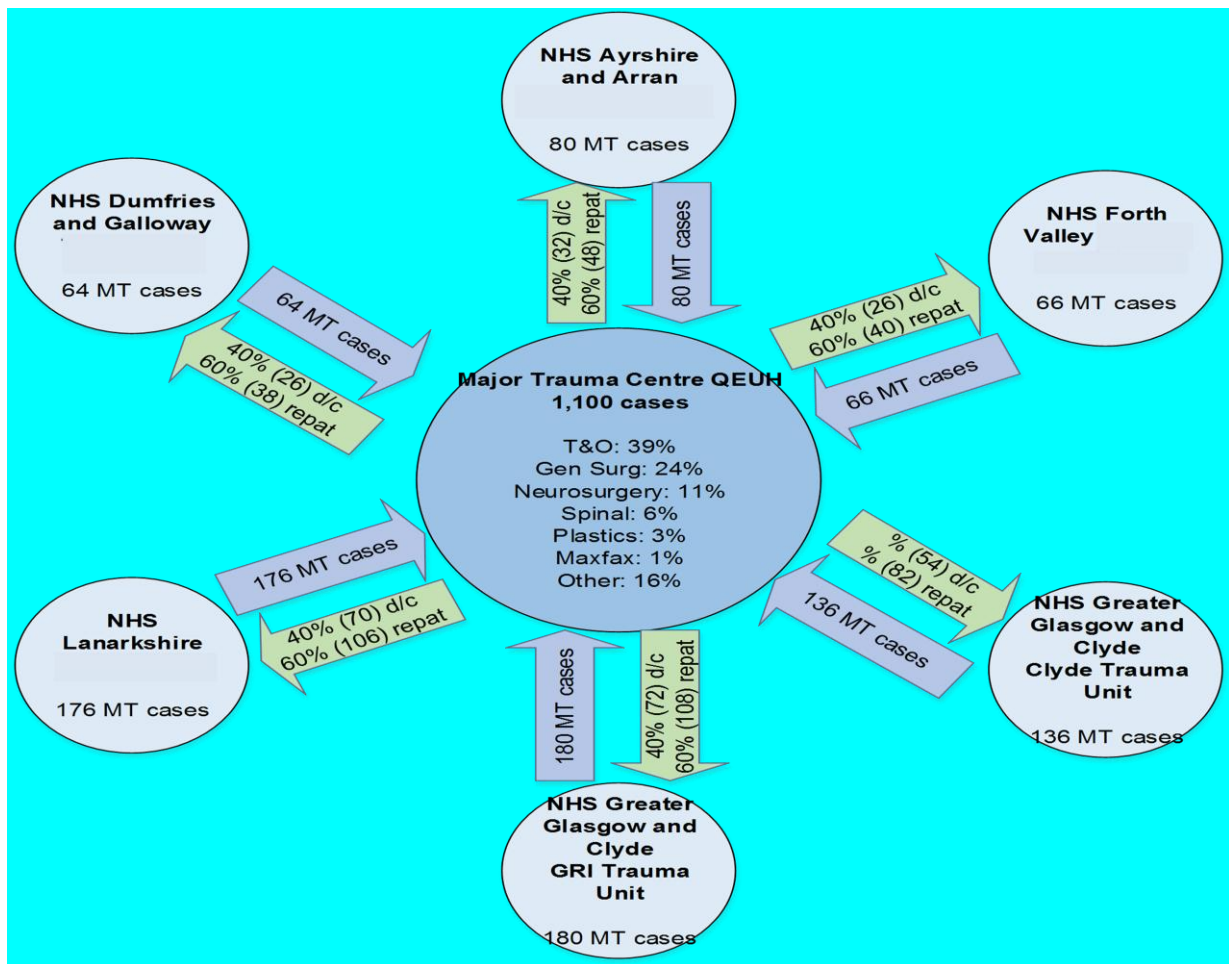 NHS Ayrshire
and Arran
80 MT cases
40% (32) d/c
60% (48) repat
80 MT cases
NHS Dumfries
and Galloway
64 MT cases
64 MT cases
40% (26) d/c
60% (38) repat
NHS Forth
Valley
66 MT cases
40% (26) d/c
60% (40) repat
66 MT cases
Major Trauma Centre QEUH
1,100 cases
T&O: 39%
Gen Surg: 24%
Neurosurgery: 11%
Spinal: 6%
Plastics: 3%
Maxfax: 1%
Other: 16%
176 MT cases
40% (70) d/c
60% (106) repat
NHS
Lanarkshire
176 MT cases
% (54) d/c
% (82) repat
136 MT cases
NHS Greater
Glasgow and
Clyde
Clyde Trauma
Unit
136 MT cases
180 MT cases
40% (72) d/c
60% (108) repat
NHS Greater
Glasgow and
Clyde
GRI Trauma
Unit
180 MT cases